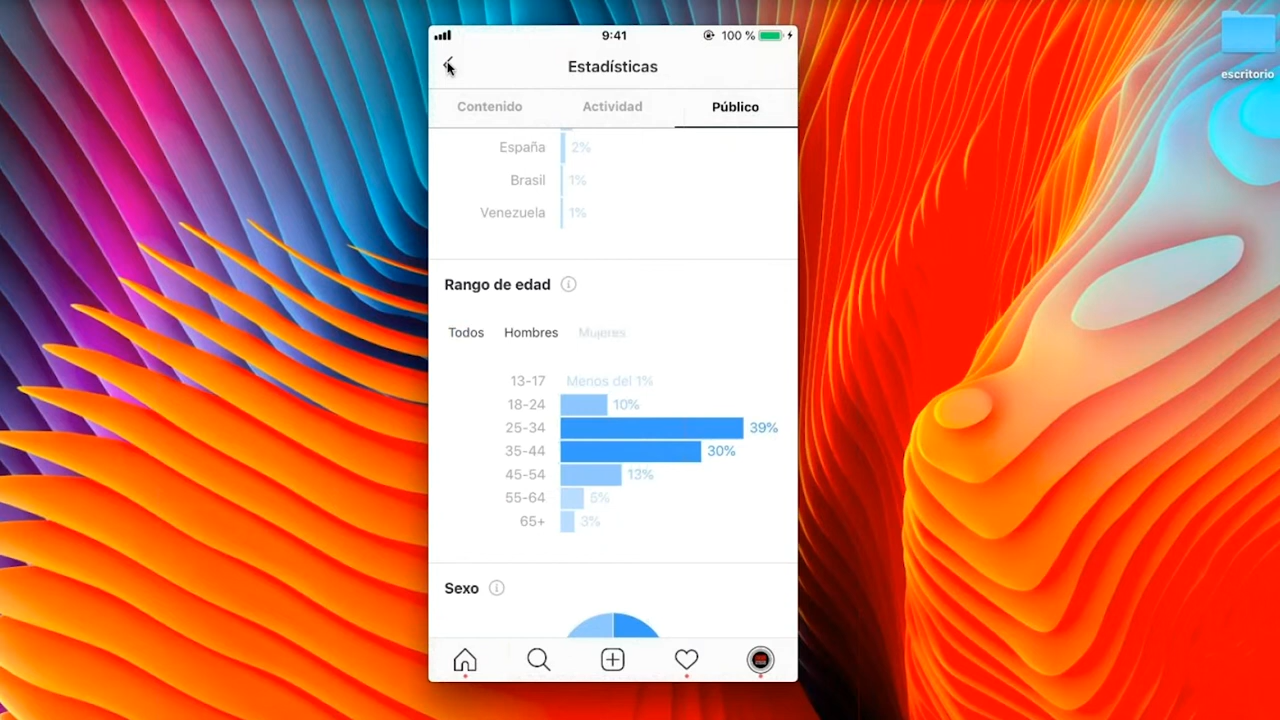 9:41
100 %
Estadísticas
escritorio
Contenido Actividad Público
España 2%
Brasil 1%
Venezuela 1%
Rango de edad
Todos Hombres Mujeres
13-17 Menos del 1%
18-24 10%
25-34 39%
35-44 30%
45-54 13%
55-64 5%
65+ 3%
Sexo